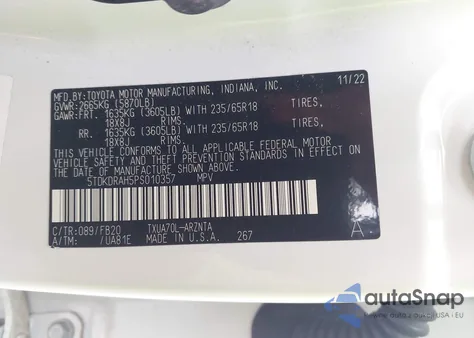 MFD.BY:TOYOTA MOTOR MANUFACTURING, INDIANA, INC. 11/22
GVWR:2665KG (5870LB)
GAWR:FRT. 1635KG (3605LB) WITH 235/65R18 TIRES,
18X8J RIMS,
RR. 1635KG (3605LB) WITH 235/65R18 TIRES,
18X8J RIMS.
THIS VEHICLE CONFORMS TO ALL APPLICABLE FEDERAL MOTOR
VEHICLE SAFETY AND THEFT PREVENTION STANDARDS IN EFFECT
ON THE DATE OF MANUFACTURE SHOWN ABOVE.
5TDKDRAH5PS010357 MPV
C/TR:089/FB20 TXUA70L-ARZNTA
A/TM: /UA81E MADE IN U.S.A. 267 A
autoSnap
USA i EU